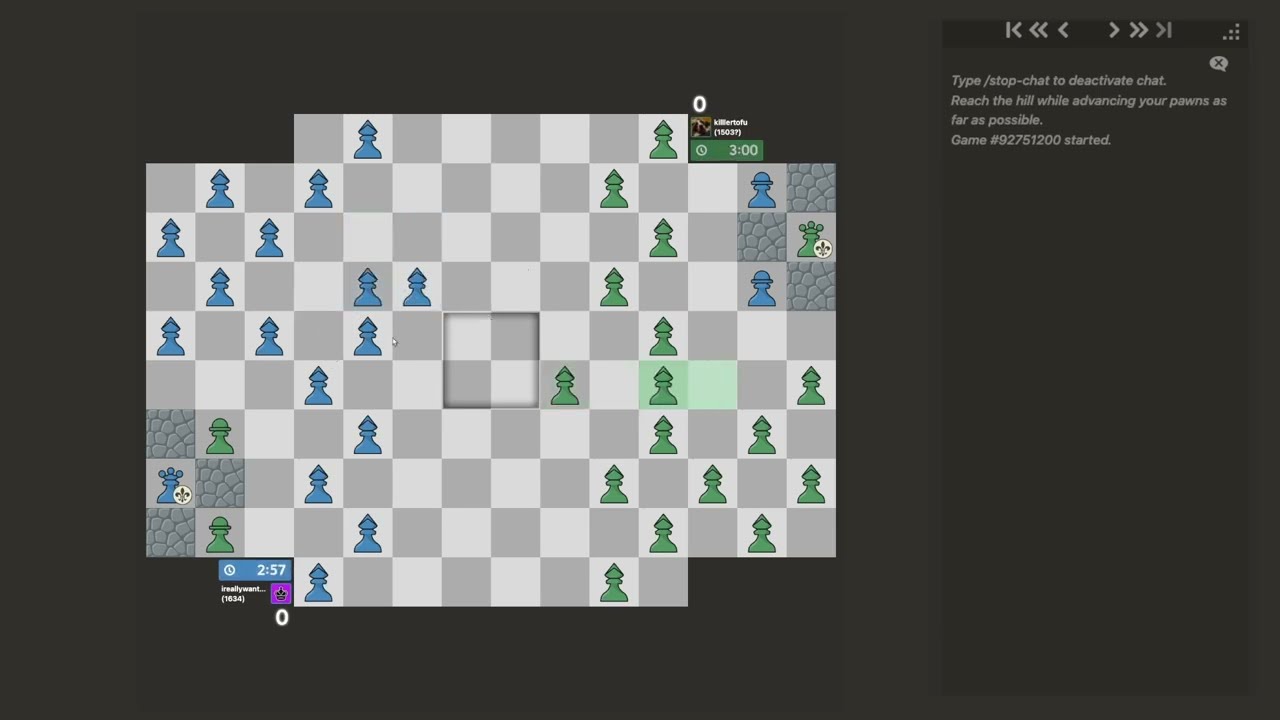 0
killlertofu
(1503?)
3:00
Type /stop-chat to deactivate chat.
Reach the hill while advancing your pawns as
far as possible.
Game #92751200 started.
2:57
ireallywant...
(1634)
0